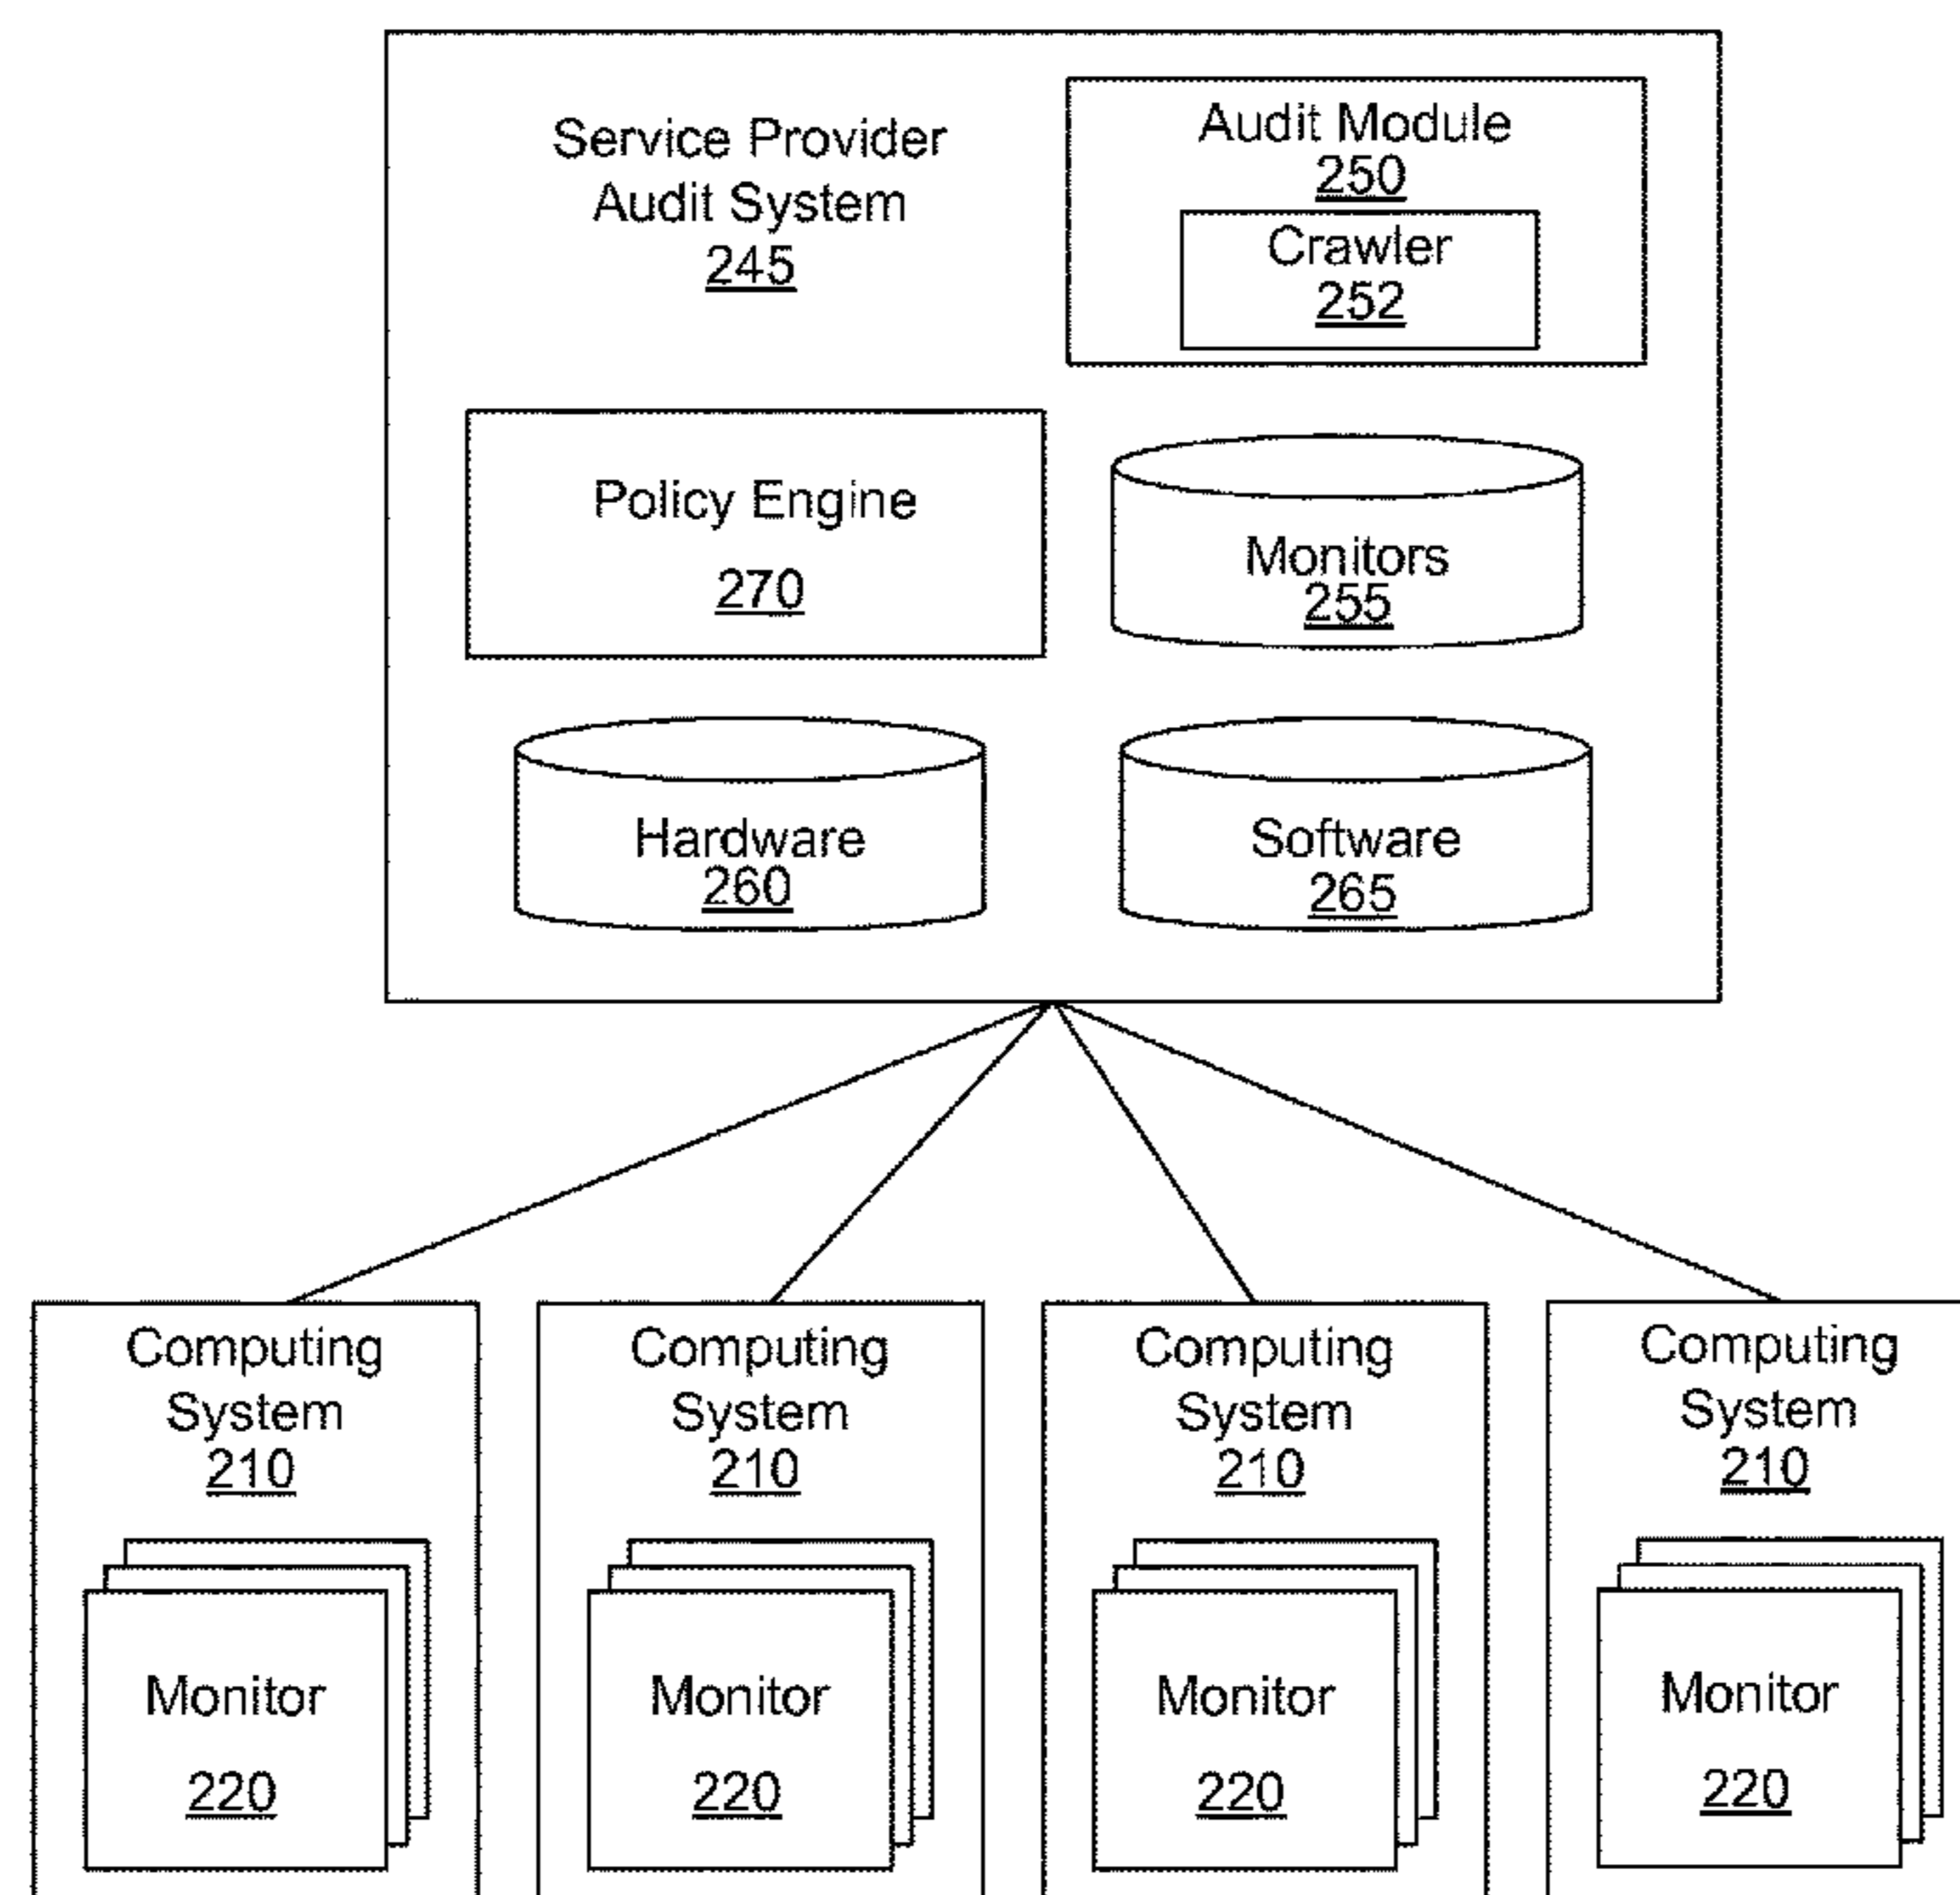 Service Provider
Audit System
245
Audit Module
250
Crawler
252
Policy Engine
270
Monitors
255
Hardware
260
Software
265
Computing
System
210
Monitor
220
Computing
System
210
Monitor
220
Computing
System
210
Monitor
220
Computing
System
210
Monitor
220